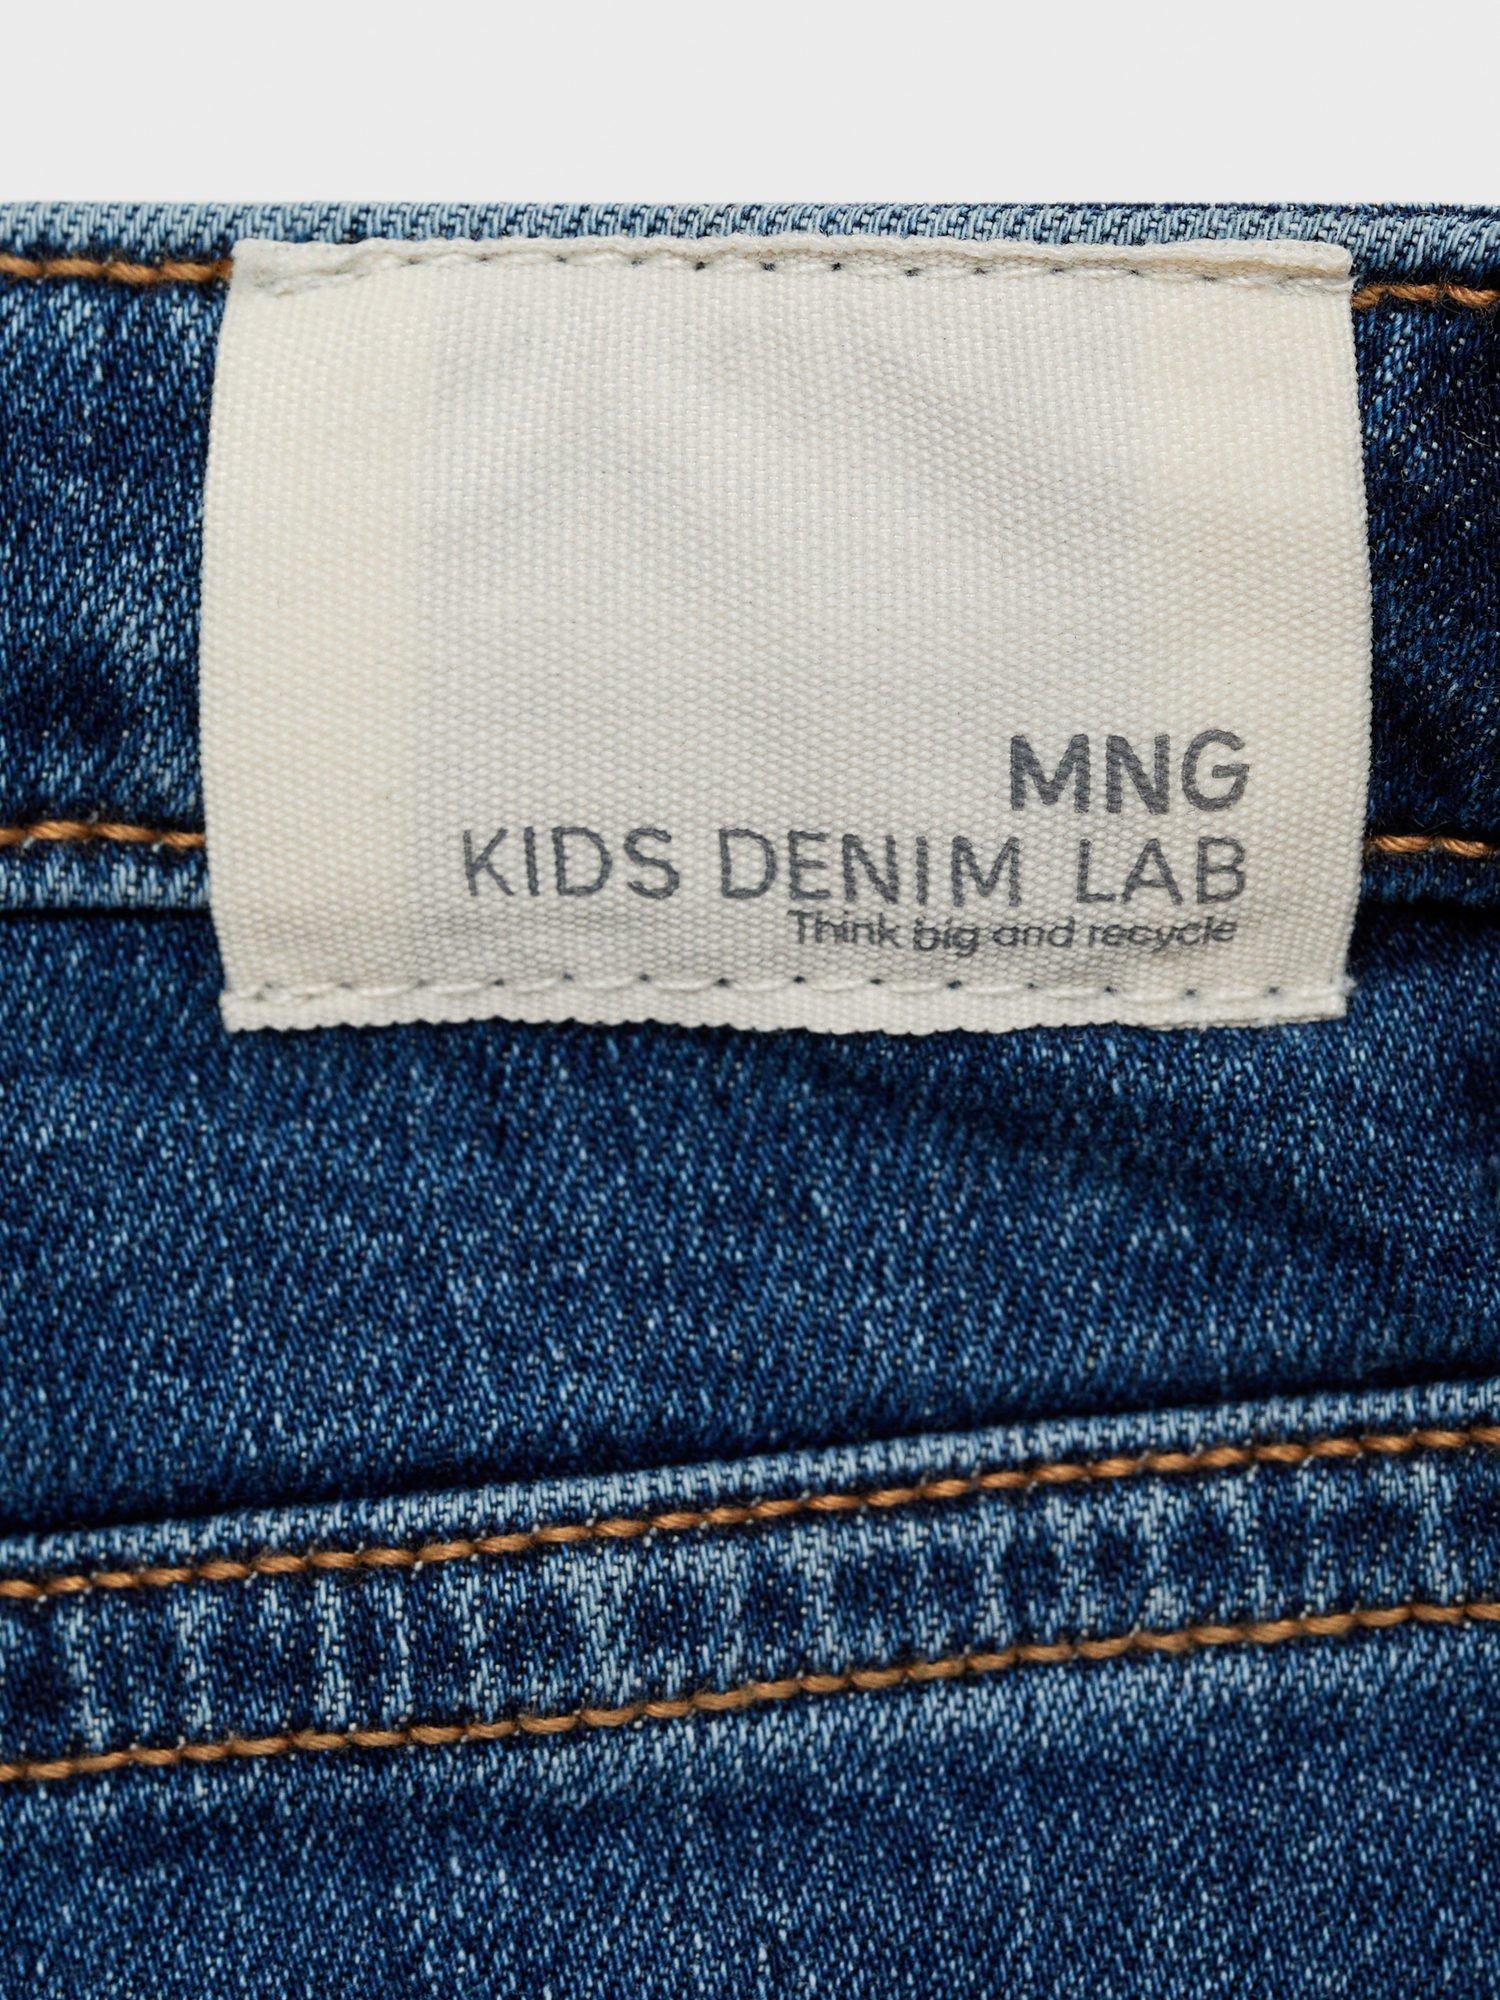 MNG
KIDS DENIM LAB
Think big and recycle